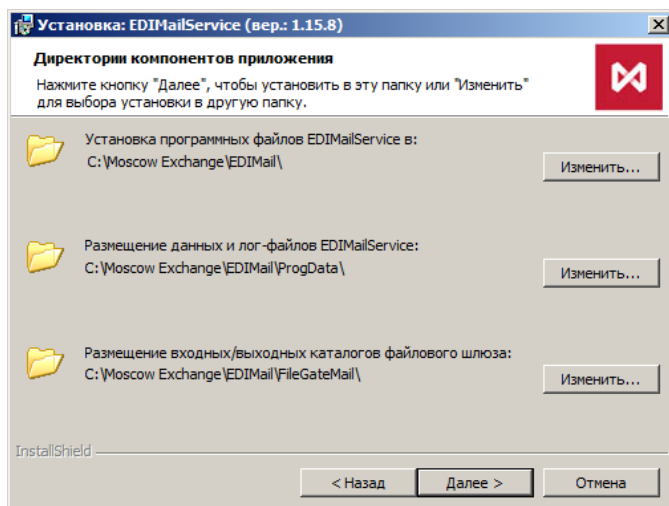 Установка: EDIMailService (вер.: 1.15.8)
Директории компонентов приложения
Нажмите кнопку "Далее", чтобы установить в эту папку или "Изменить"
для выбора установки в другую папку.
Установка программных файлов EDIMailService в:
C:\Moscow Exchange\EDIMail\
Изменить...
Размещение данных и лог-файлов EDIMailService:
C:\Moscow Exchange\EDIMail\ProgData\
Изменить...
Размещение входных/выходных каталогов файлового шлюза:
C:\Moscow Exchange\EDIMail\FileGateMail\
Изменить...
InstallShield
< Назад Далее > Отмена